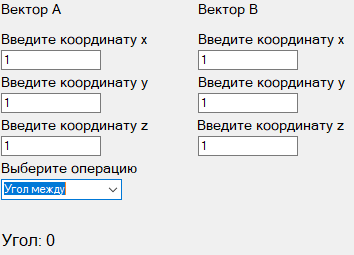 Вектор А
Вектор В
Введите координату x
Введите координату x
1
1
Введите координату y
Введите координату y
1
1
Введите координату z
Введите координату z
1
1
Выберите операцию
Угол между
Угол: 0